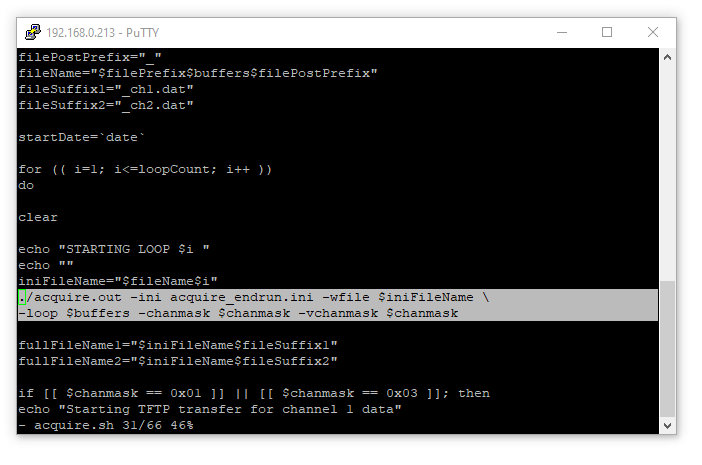 192.168.0.213 - PuTTY
filePostPrefix="_"
fileName="$filePrefix$buffers$filePostPrefix"
fileSuffix1="_ch1.dat"
fileSuffix2="_ch2.dat"
startDate=`date`
for (( i=1; i<=loopCount; i++ ))
do
clear
echo "STARTING LOOP $i "
echo ""
iniFileName="$fileName$i"
./acquire.out -ini acquire_endrun.ini -wfile $iniFileName \
-loop $buffers -chanmask $chanmask -vchanmask $chanmask
fullFileName1="$iniFileName$fileSuffix1"
fullFileName2="$iniFileName$fileSuffix2"
if [[ $chanmask == 0x01 ]] || [[ $chanmask == 0x03 ]]; then
echo "Starting TFTP transfer for channel 1 data"
- acquire.sh 31/66 46%